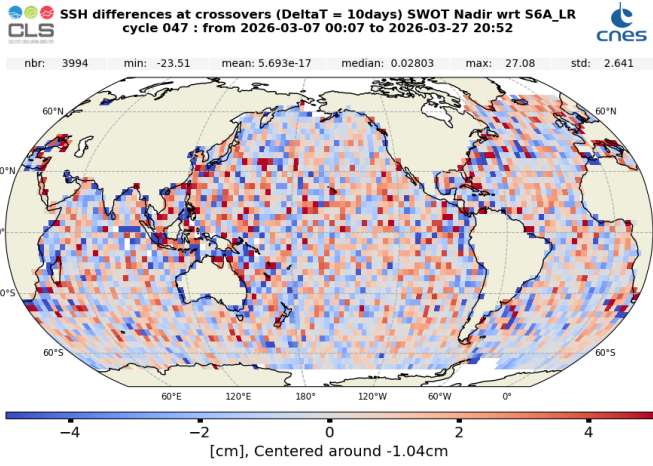 SSH differences at crossovers (DeltaT = 10days) SWOT Nadir wrt S6A_LR
cycle 047 : from 2026-03-07 00:07 to 2026-03-27 20:52
CLS
cnes
nbr: 3994 min: -23.51 mean: 5.693e-17 median: 0.02803 max: 27.08 std: 2.641
60°N 60°N
0°N
0°
0°S
60°S 60°S
60°E 120°E 180° 120°W 60°W 0°
−4 −2 0 2 4
[cm], Centered around -1.04cm